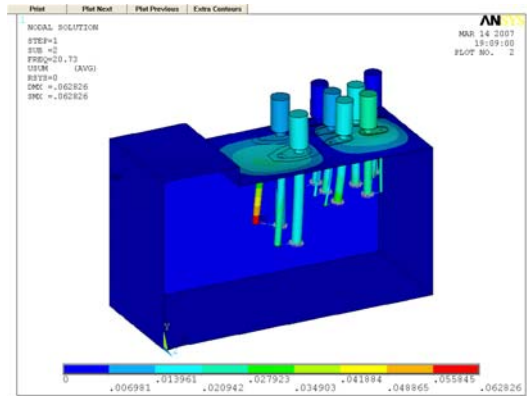 Print Plot Next Plot Previous Extra Contours
1
NODAL SOLUTION
STEP=1
SUB =2
FREQ=20.73
USUM (AVG)
RSYS=0
DMX =.062826
SMX =.062826
ANSYS
MAR 14 2007
19:09:00
PLOT NO. 2
Y
0 .013961 .027923 .041884 .055845
.006981 .020942 .034903 .048865 .062826